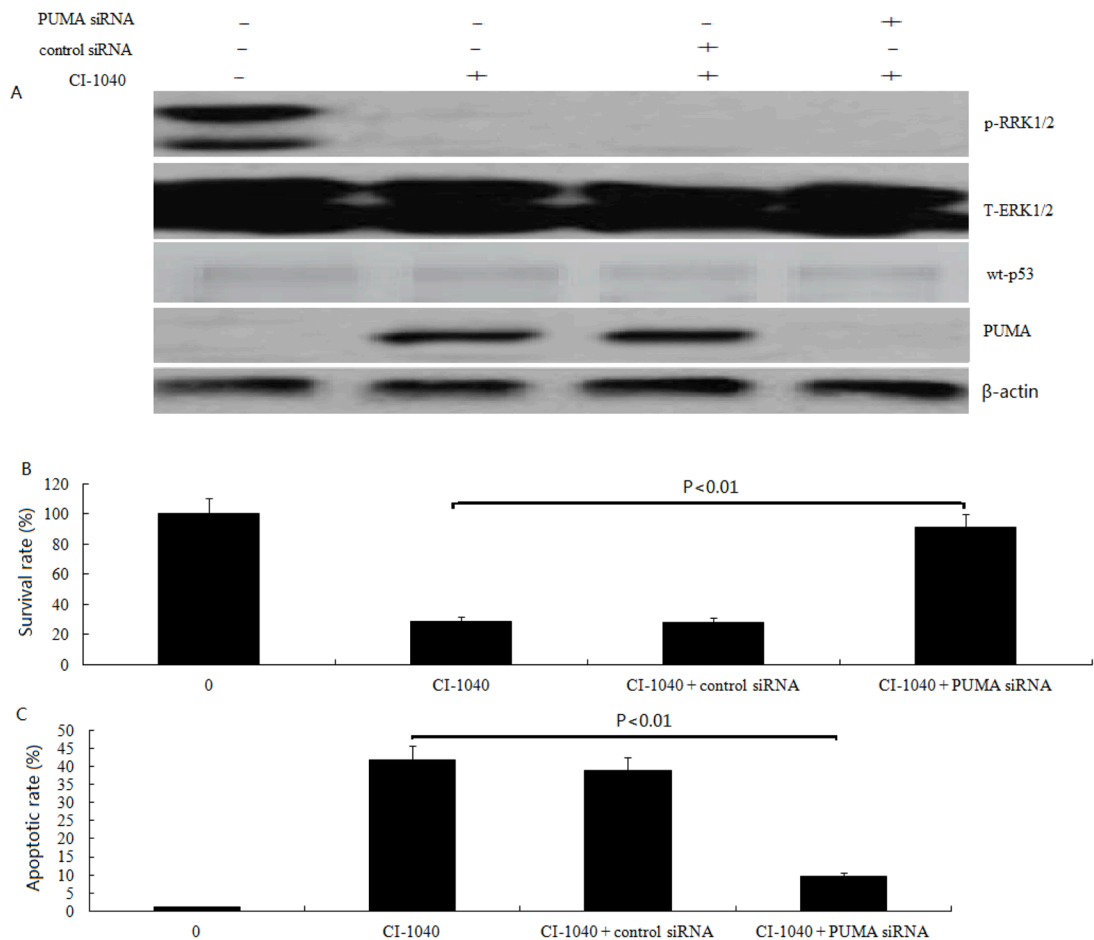 PUMA siRNA – – – +
control siRNA – – + –
CI-1040 – + + +
A
p-RRK1/2
T-ERK1/2
wt-p53
PUMA
β-actin
B
Survival rate (%)
120
100
80
60
40
20
0
P<0.01
0 CI-1040 CI-1040 + control siRNA CI-1040 + PUMA siRNA
C
Apoptotic rate (%)
50
45
40
35
30
25
20
15
10
5
0
P<0.01
0 CI-1040 CI-1040 + control siRNA CI-1040 + PUMA siRNA